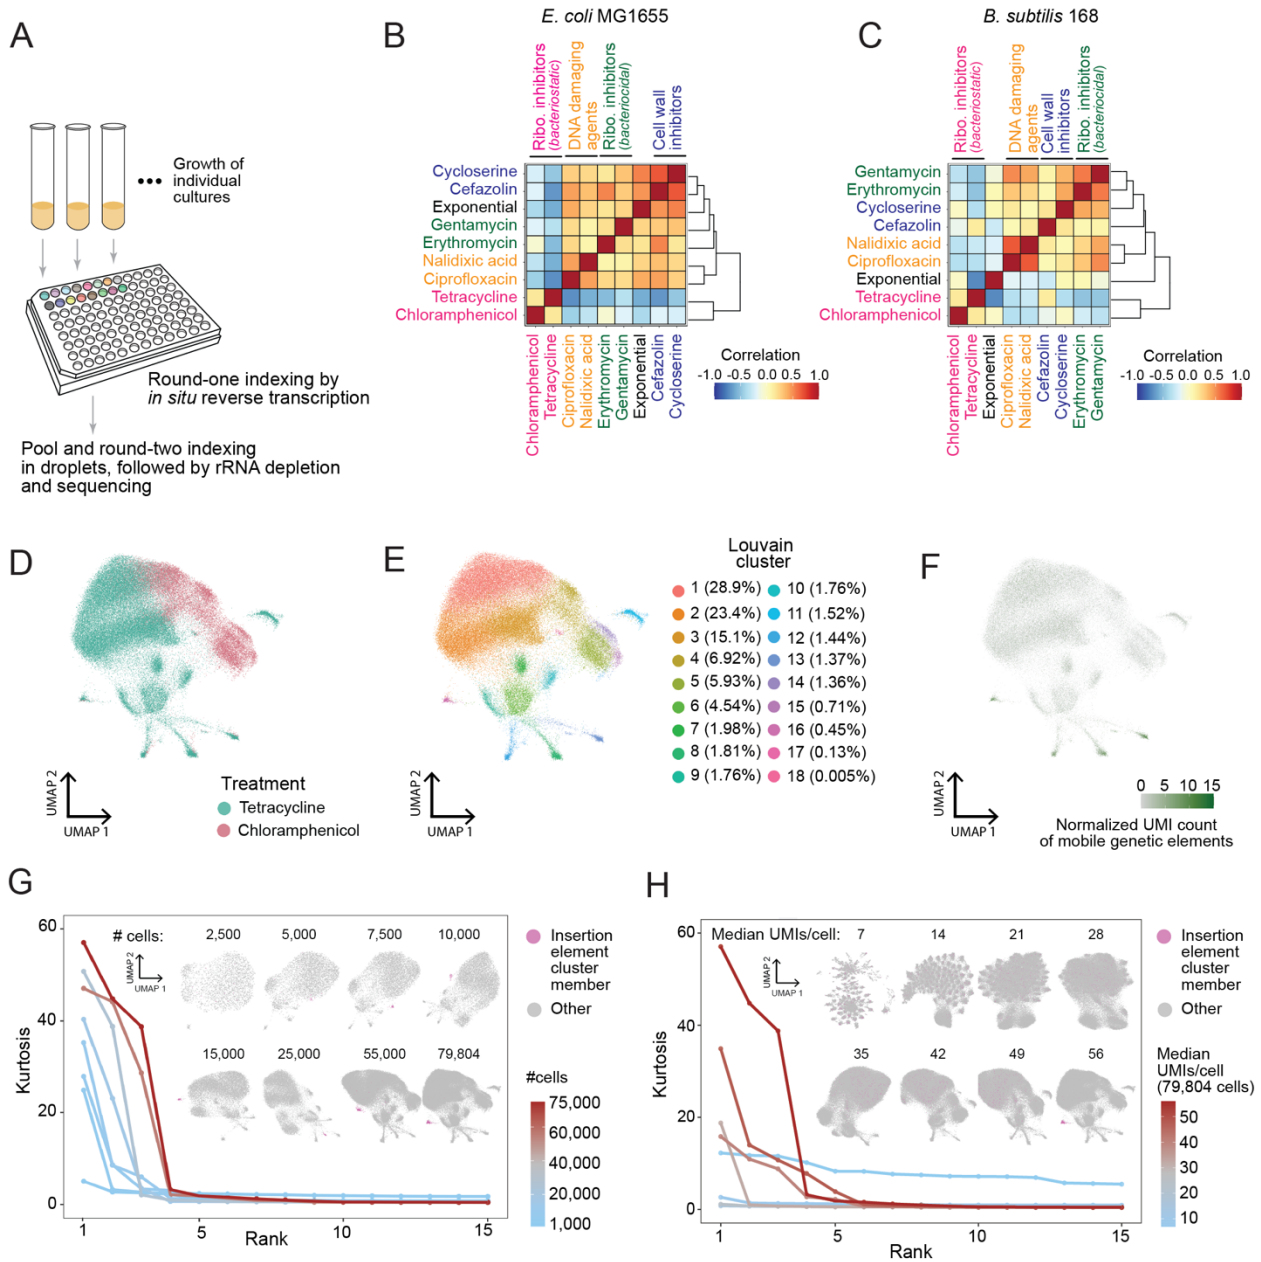 A
Growth of
individual
cultures
Round-one indexing by
in situ reverse transcription
Pool and round-two indexing
in droplets, followed by rRNA depletion
and sequencing
B
E. coli MG1655
Ribo. inhibitors
(bacteriostatic)
DNA damaging
agents
Ribo. inhibitors
(bacteriocidal)
Cell wall
inhibitors
Cycloserine
Cefazolin
Exponential
Gentamycin
Erythromycin
Nalidixic acid
Ciprofloxacin
Tetracycline
Chloramphenicol
Chloramphenicol
Tetracycline
Ciprofloxacin
Nalidixic acid
Erythromycin
Gentamycin
Exponential
Cefazolin
Cycloserine
Correlation
-1.0 -0.5 0.0 0.5 1.0
C
B. subtilis 168
Ribo. inhibitors
(bacteriostatic)
DNA damaging
agents
Cell wall
inhibitors
Ribo. inhibitors
(bacteriocidal)
Gentamycin
Erythromycin
Cycloserine
Cefazolin
Nalidixic acid
Ciprofloxacin
Exponential
Tetracycline
Chloramphenicol
Chloramphenicol
Tetracycline
Exponential
Ciprofloxacin
Nalidixic acid
Cefazolin
Cycloserine
Erythromycin
Gentamycin
Correlation
-1.0 -0.5 0.0 0.5 1.0
D
UMAP 2
UMAP 1
Treatment
Tetracycline
Chloramphenicol
E
UMAP 2
UMAP 1
Louvain
cluster
1 (28.9%)
2 (23.4%)
3 (15.1%)
4 (6.92%)
5 (5.93%)
6 (4.54%)
7 (1.98%)
8 (1.81%)
9 (1.76%)
10 (1.76%)
11 (1.52%)
12 (1.44%)
13 (1.37%)
14 (1.36%)
15 (0.71%)
16 (0.45%)
17 (0.13%)
18 (0.005%)
F
UMAP 2
UMAP 1
0 5 10 15
Normalized UMI count
of mobile genetic elements
G
Kurtosis
60
40
20
0
1 5 10 15
Rank
# cells: 2,500 5,000 7,500 10,000
UMAP 2
UMAP 1
15,000 25,000 55,000 79,804
Insertion
element
cluster
member
Other
#cells
75,000
60,000
40,000
20,000
1,000
H
Kurtosis
60
40
20
0
1 5 10 15
Rank
Median UMIs/cell: 7 14 21 28
UMAP 2
UMAP 1
35 42 49 56
Insertion
element
cluster
member
Other
Median
UMIs/cell
(79,804 cells)
50
40
30
20
10